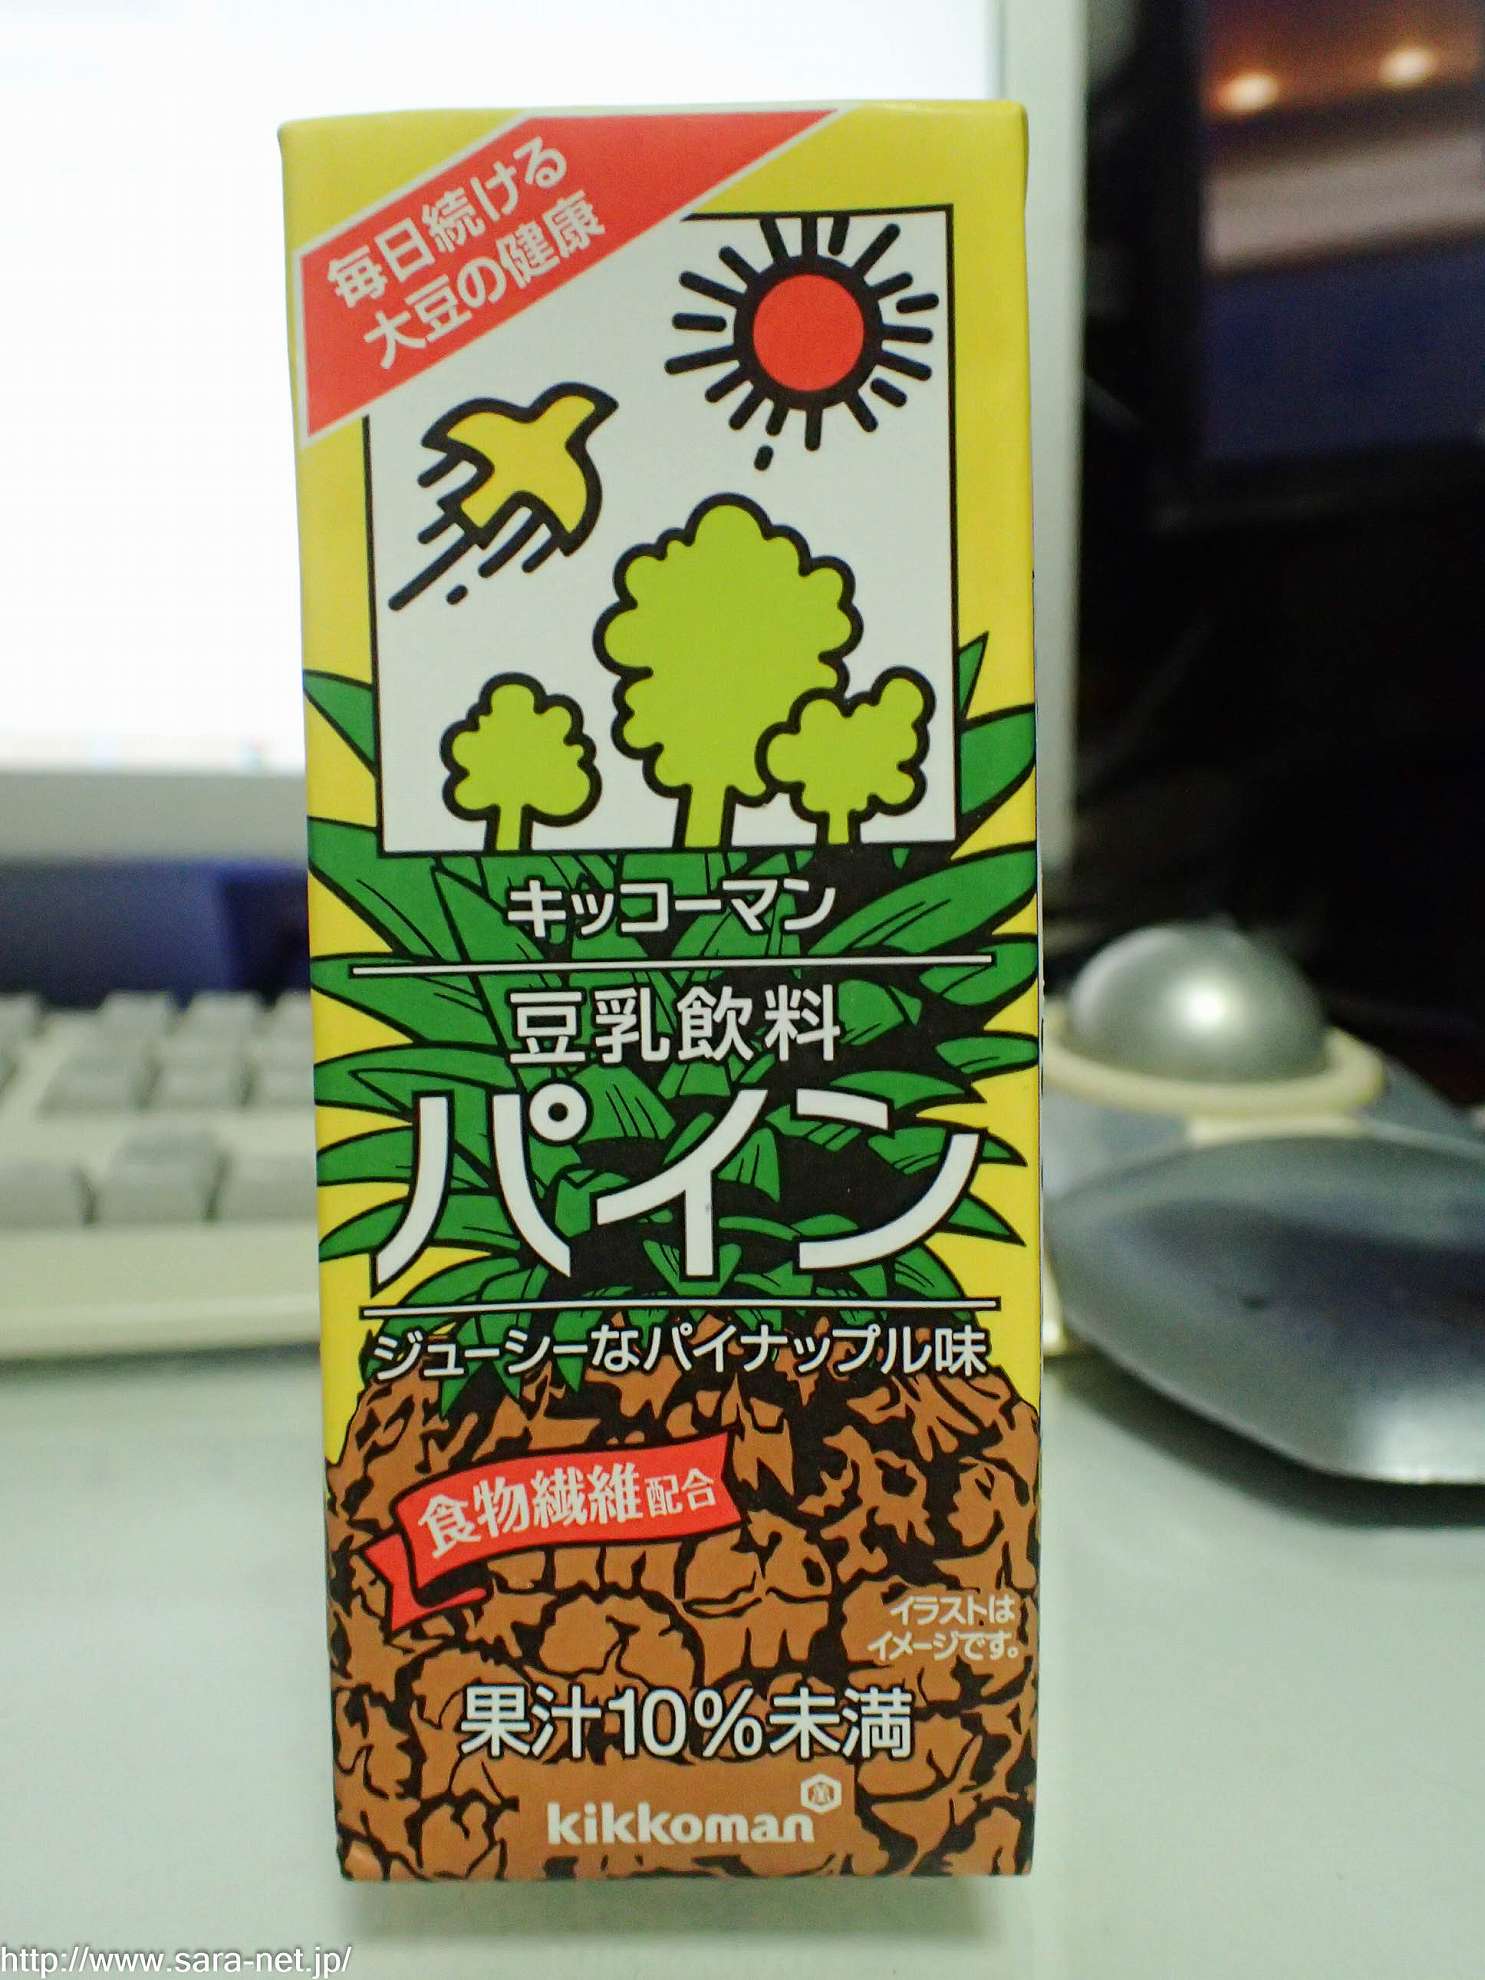 毎日続ける
大豆の健康
キッコーマン
豆乳飲料
パイン
ジューシーなパイナップル味
食物繊維配合
イラストは
イメージです。
果汁10%未満
kikkoman
http://www.sara-net.jp/